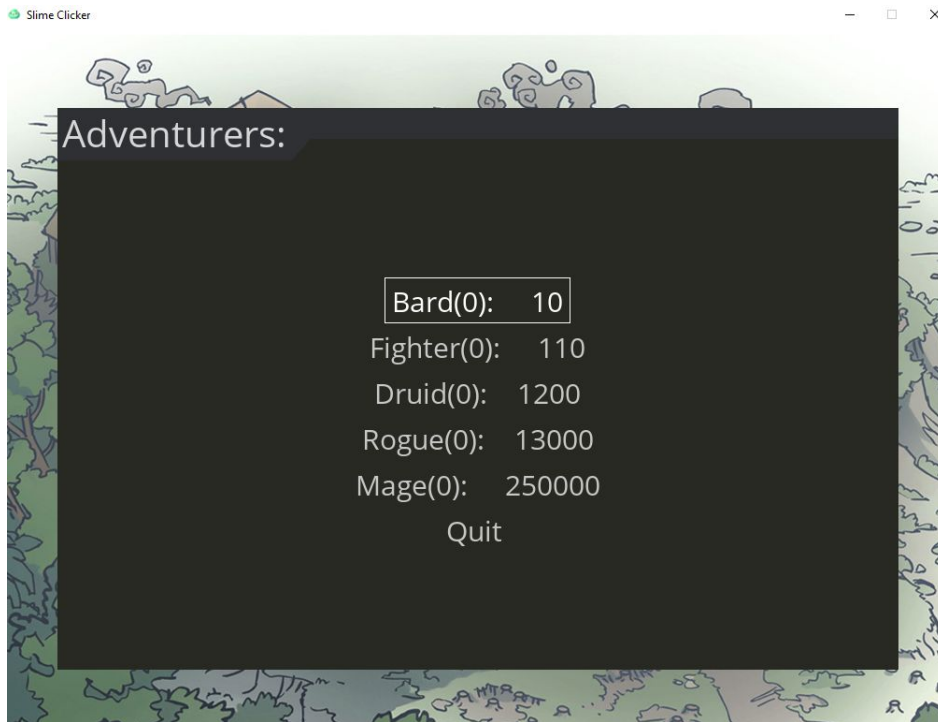 Slime Clicker
Adventurers:
Bard(0): 10
Fighter(0): 110
Druid(0): 1200
Rogue(0): 13000
Mage(0): 250000
Quit